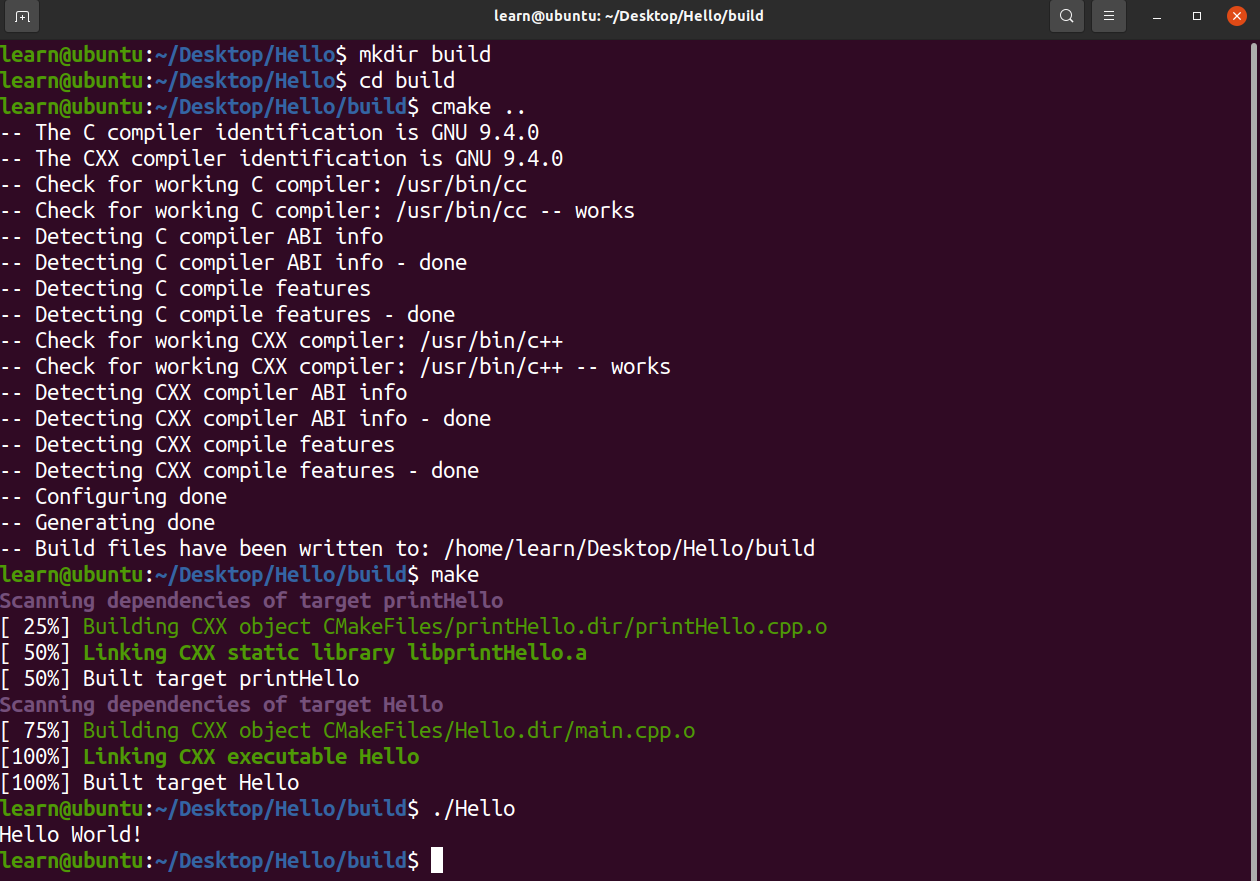 learn@ubuntu: ~/Desktop/Hello/build
learn@ubuntu:~/Desktop/Hello$ mkdir build
learn@ubuntu:~/Desktop/Hello$ cd build
learn@ubuntu:~/Desktop/Hello/build$ cmake ..
-- The C compiler identification is GNU 9.4.0
-- The CXX compiler identification is GNU 9.4.0
-- Check for working C compiler: /usr/bin/cc
-- Check for working C compiler: /usr/bin/cc -- works
-- Detecting C compiler ABI info
-- Detecting C compiler ABI info - done
-- Detecting C compile features
-- Detecting C compile features - done
-- Check for working CXX compiler: /usr/bin/c++
-- Check for working CXX compiler: /usr/bin/c++ -- works
-- Detecting CXX compiler ABI info
-- Detecting CXX compiler ABI info - done
-- Detecting CXX compile features
-- Detecting CXX compile features - done
-- Configuring done
-- Generating done
-- Build files have been written to: /home/learn/Desktop/Hello/build
learn@ubuntu:~/Desktop/Hello/build$ make
Scanning dependencies of target printHello
[ 25%] Building CXX object CMakeFiles/printHello.dir/printHello.cpp.o
[ 50%] Linking CXX static library libprintHello.a
[ 50%] Built target printHello
Scanning dependencies of target Hello
[ 75%] Building CXX object CMakeFiles/Hello.dir/main.cpp.o
[100%] Linking CXX executable Hello
[100%] Built target Hello
learn@ubuntu:~/Desktop/Hello/build$ ./Hello
Hello World!
learn@ubuntu:~/Desktop/Hello/build$